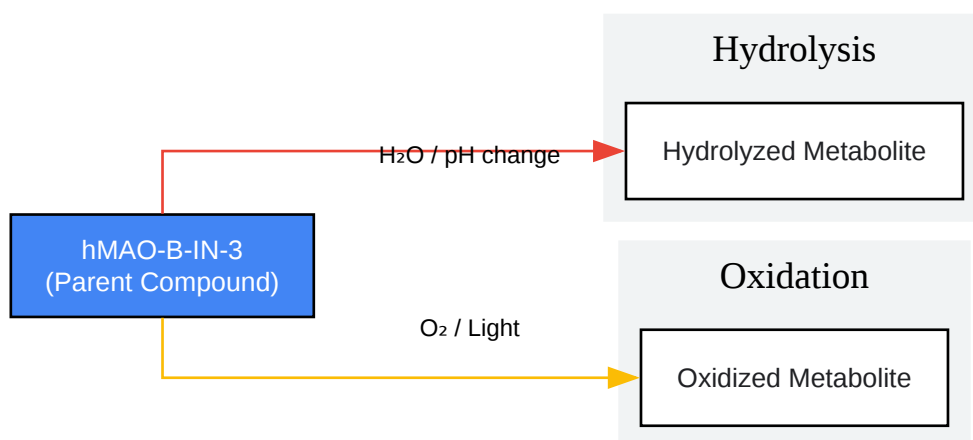 Hydrolysis
H₂O / pH change
Hydrolyzed Metabolite
hMAO-B-IN-3
(Parent Compound)
Oxidation
O₂ / Light
Oxidized Metabolite